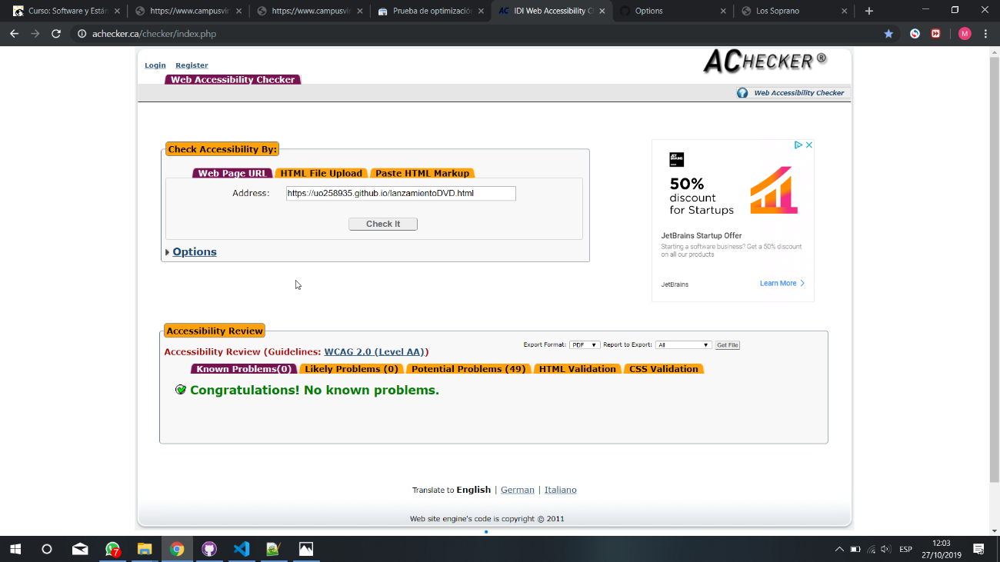 Curso: Software y Están
https://www.campusvir
https://www.campusvir
Prueba de optimización
IDI Web Accessibility C
Options
Los Soprano
achecker.ca/checker/index.php
M
Login Register
ACHECKER ®
Web Accessibility Checker
Web Accessibility Checker
Check Accessibility By:
Web Page URL HTML File Upload Paste HTML Markup
Address: https://uo258935.github.io/lanzamientoDVD.html
Check It
Options
JET BRAINS
50%
discount
for Startups
JetBrains Startup Offer
Starting a software business? Get a 50% discount
on all our products
JetBrains Learn More
Accessibility Review
Export Format: PDF Report to Export: All Get File
Accessibility Review (Guidelines: WCAG 2.0 (Level AA))
Known Problems(0) Likely Problems (0) Potential Problems (49) HTML Validation CSS Validation
Congratulations! No known problems.
Translate to English | German | Italiano
Web site engine's code is copyright © 2011
7
ESP
12:03
27/10/2019